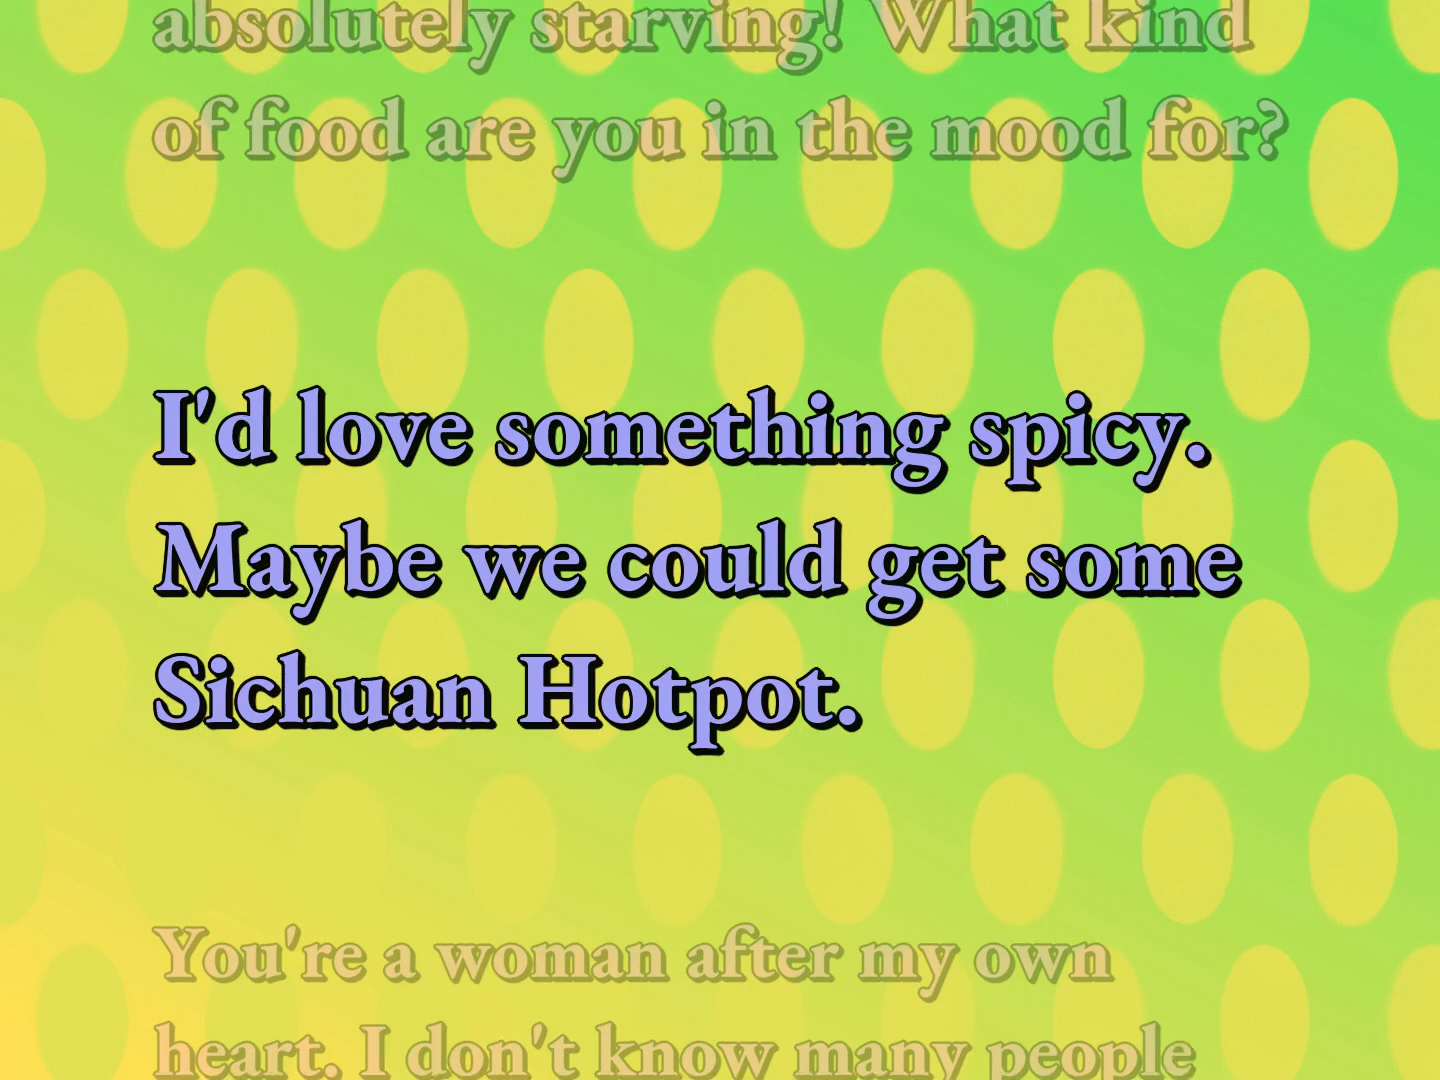 absolutely starving! What kind
of food are you in the mood for?
I'd love something spicy.
Maybe we could get some
Sichuan Hotpot.
You're a woman after my own
heart. I don't know many people